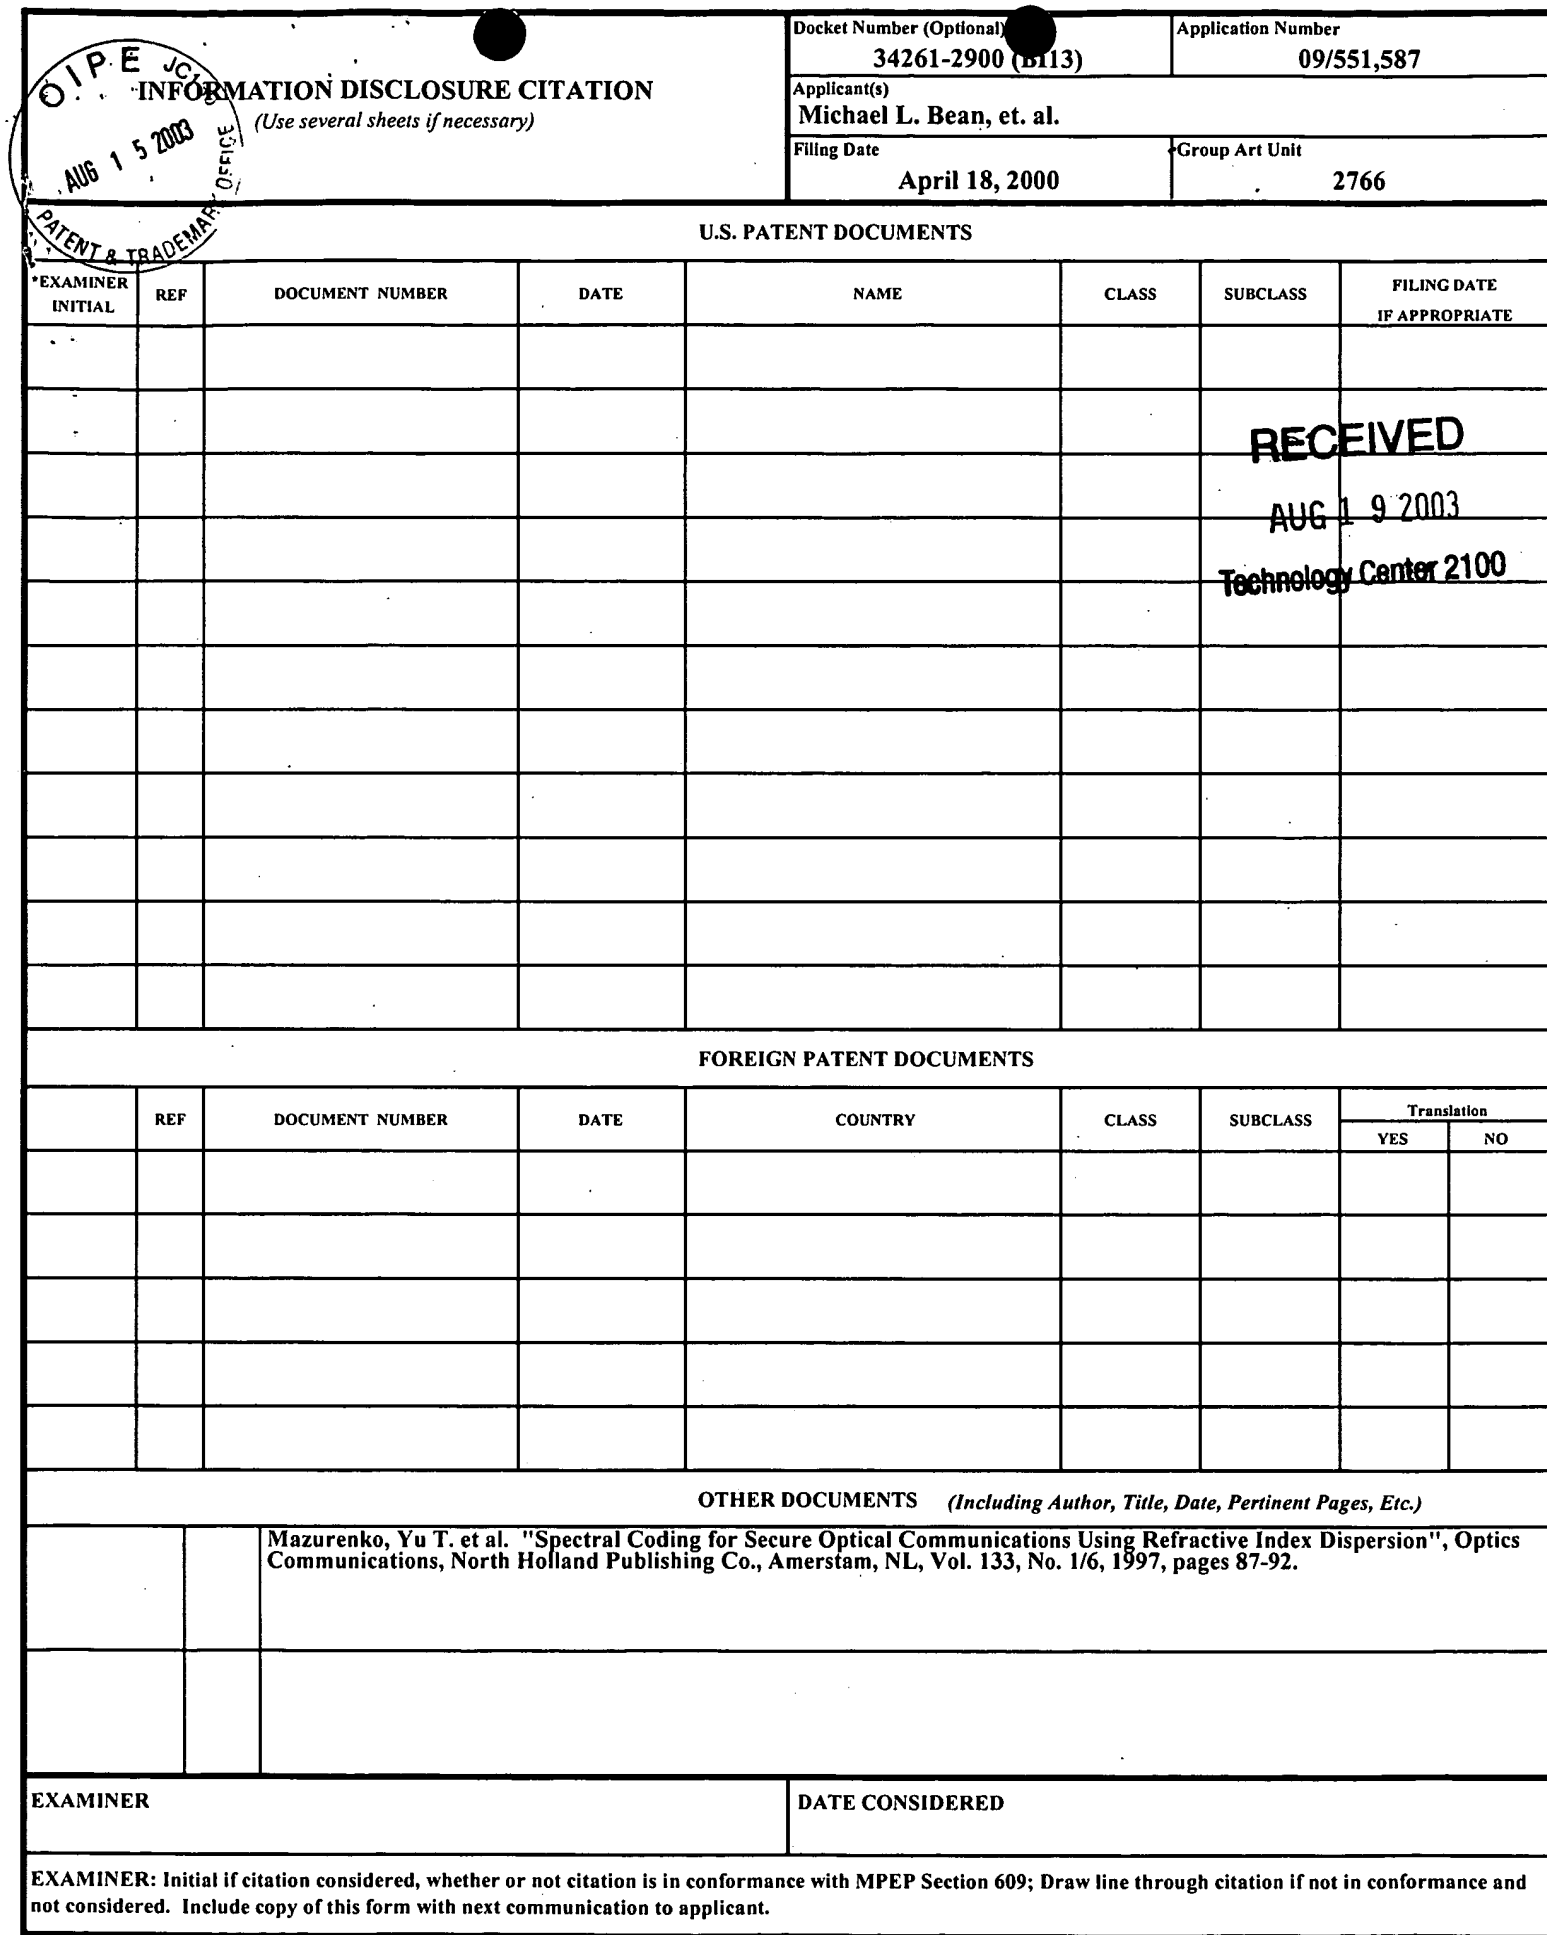 OIPE JC
AUG 15 2003
PATENT & TRADEMARK OFFICE
INFORMATION DISCLOSURE CITATION
(Use several sheets if necessary)
Docket Number (Optional)
34261-2900 (BI13)
Application Number
09/551,587
Applicant(s)
Michael L. Bean, et. al.
Filing Date
April 18, 2000
Group Art Unit
2766
U.S. PATENT DOCUMENTS
*EXAMINER INITIAL REF DOCUMENT NUMBER DATE NAME CLASS SUBCLASS FILING DATE IF APPROPRIATE
RECEIVED
AUG 19 2003
Technology Center 2100
FOREIGN PATENT DOCUMENTS
REF DOCUMENT NUMBER DATE COUNTRY CLASS SUBCLASS Translation
YES NO
OTHER DOCUMENTS (Including Author, Title, Date, Pertinent Pages, Etc.)
Mazurenko, Yu T. et al. "Spectral Coding for Secure Optical Communications Using Refractive Index Dispersion", Optics
Communications, North Holland Publishing Co., Amerstam, NL, Vol. 133, No. 1/6, 1997, pages 87-92.
EXAMINER
DATE CONSIDERED
EXAMINER: Initial if citation considered, whether or not citation is in conformance with MPEP Section 609; Draw line through citation if not in conformance and
not considered. Include copy of this form with next communication to applicant.